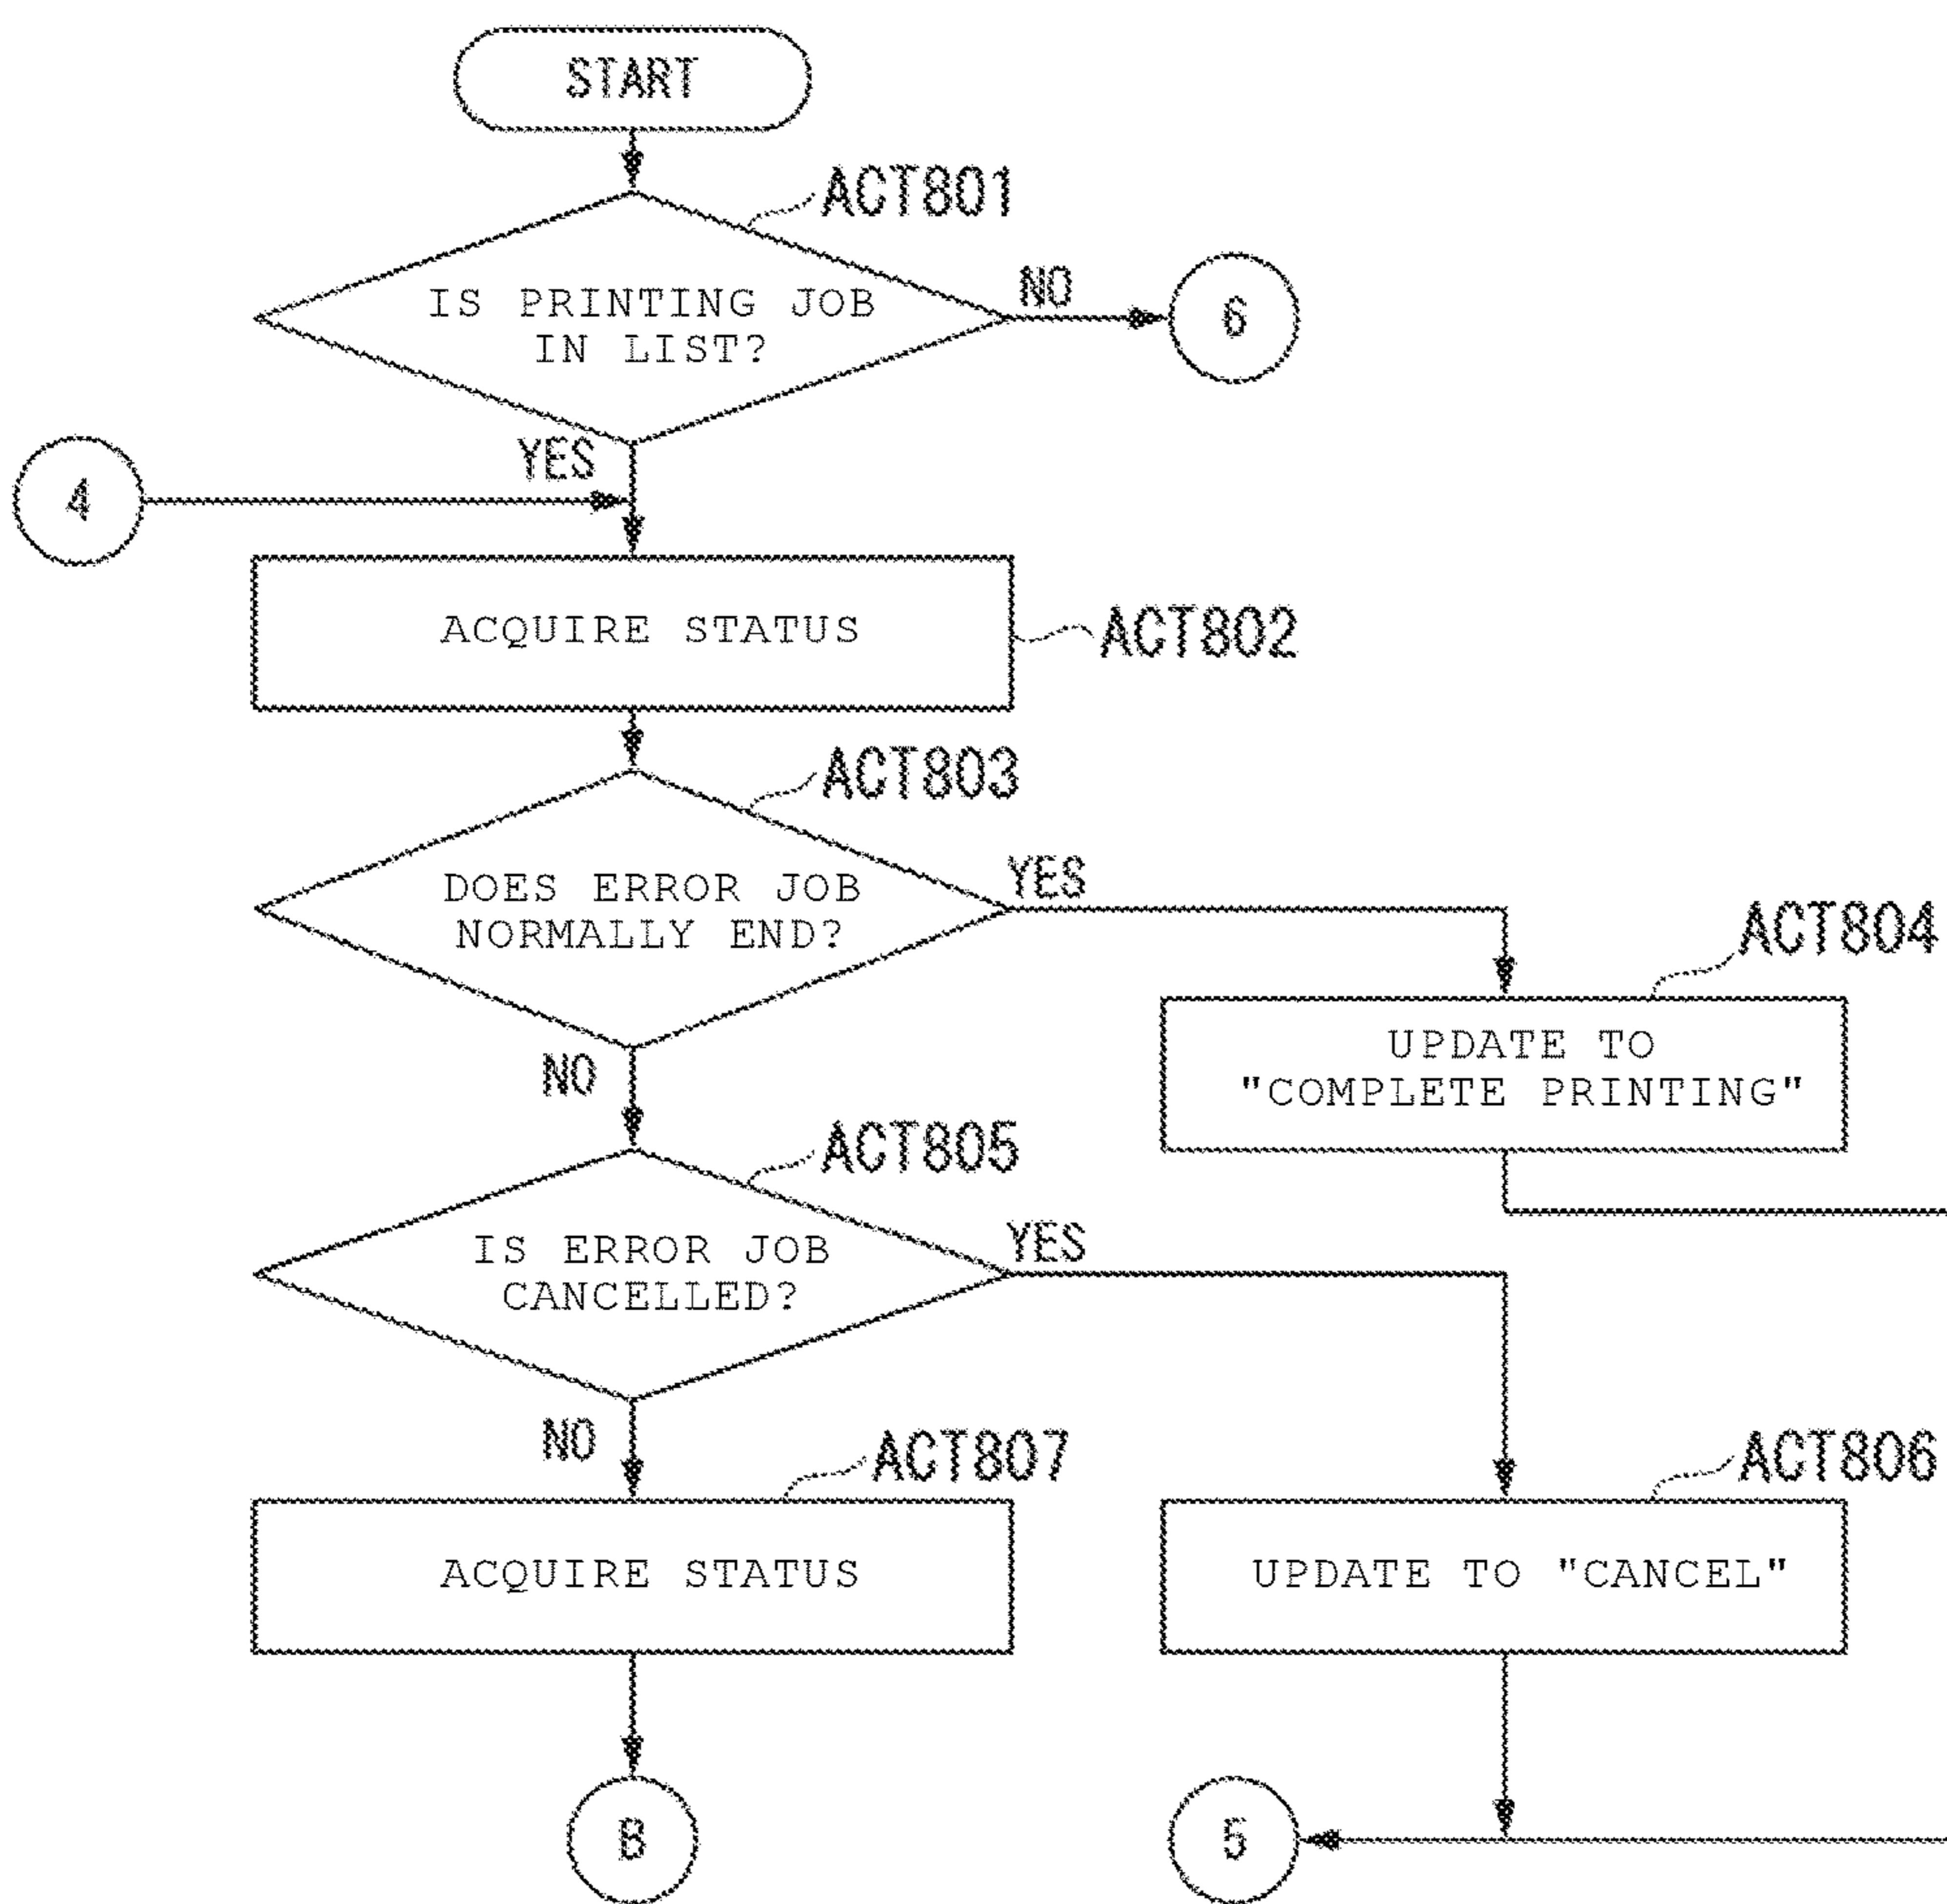 START
ACT801
IS PRINTING JOB
IN LIST?
NO
6
YES
4
ACQUIRE STATUS
ACT802
ACT803
DOES ERROR JOB
NORMALLY END?
YES
ACT804
UPDATE TO
"COMPLETE PRINTING"
NO
ACT805
IS ERROR JOB
CANCELLED?
YES
NO
ACT807
ACQUIRE STATUS
ACT806
UPDATE TO "CANCEL"
B
5